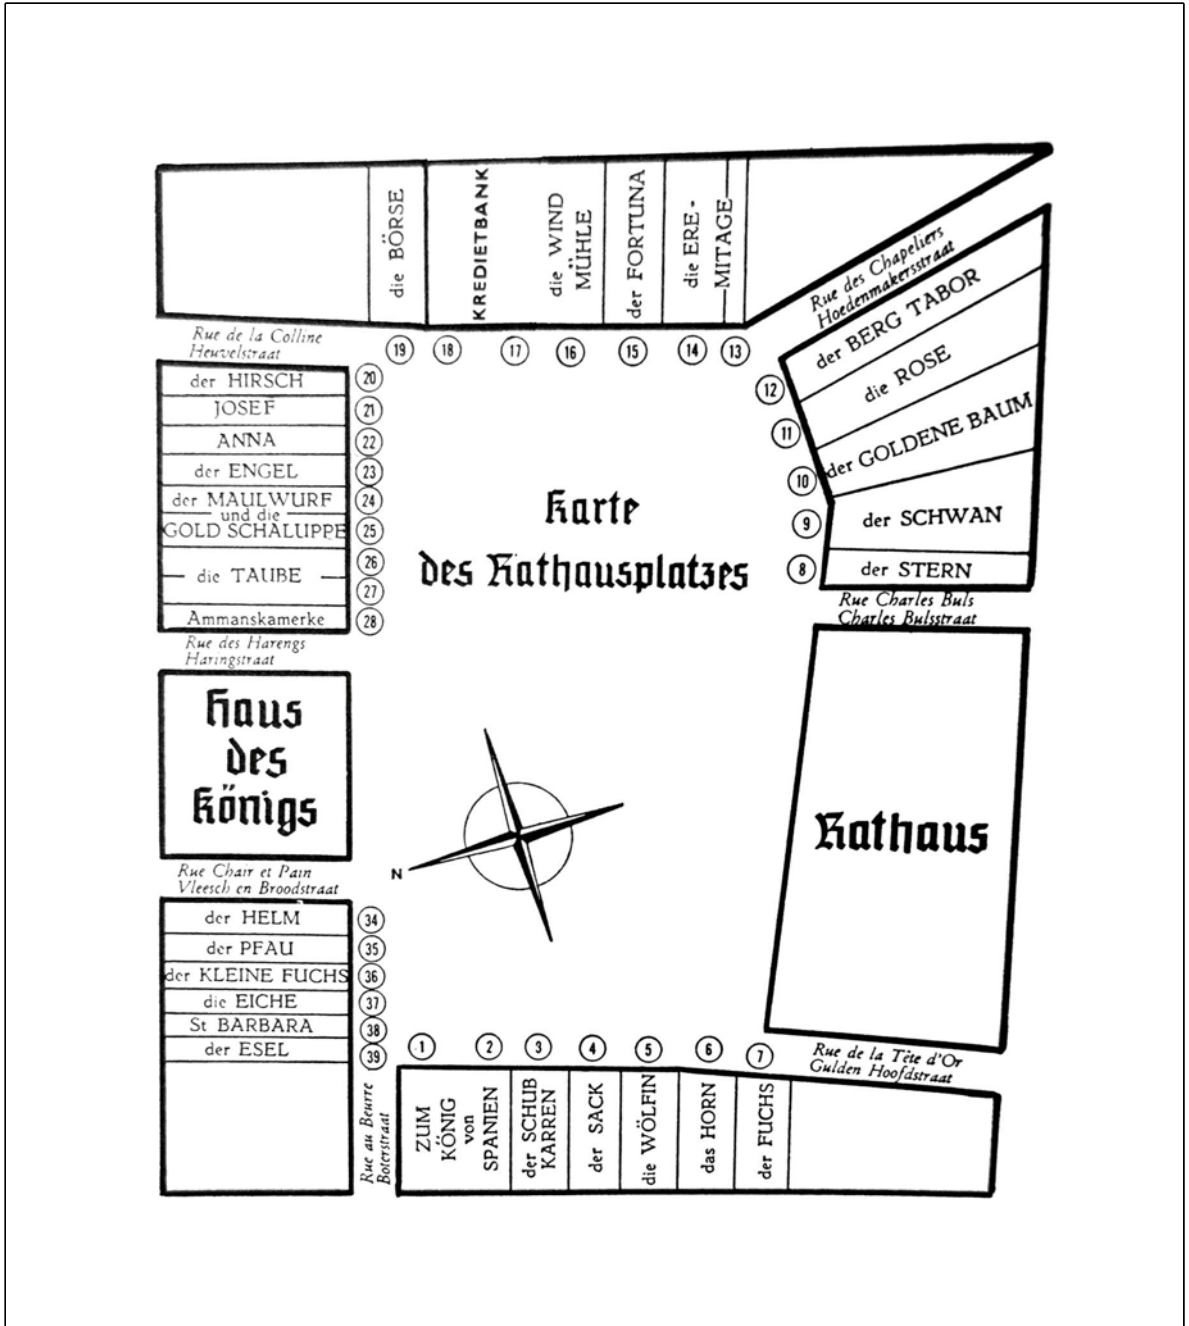 die BÖRSE
KREDIETBANK
die WIND
MÜHLE
der FORTUNA
die ERE-
MITAGE
Rue des Chapeliers
Hoedenmakersstraat
der BERG TABOR
die ROSE
der GOLDENE BAUM
der SCHWAN
der STERN
Rue Charles Buls
Charles Bulsstraat
Rue de la Colline
Heuvelstraat
19
18
17
16
15
14
13
12
11
10
9
8
der HIRSCH
20
JOSEF
21
ANNA
22
der ENGEL
23
der MAULWURF
24
und die
GOLD SCHALUPPE
25
26
die TAUBE
27
Ammanskamerke
28
Rue des Harengs
Haringstraat
Karte
des Rathausplatzes
Haus
des
Königs
Rathaus
N
Rue Chair et Pain
Vleesch en Broodstraat
der HELM
34
der PFAU
35
der KLEINE FUCHS
36
die EICHE
37
St BARBARA
38
der ESEL
39
Rue au Beurre
Boterstraat
1
2
3
4
5
6
7
Rue de la Tête d'Or
Gulden Hoofdstraat
ZUM
KÖNIG
von
SPANIEN
der SCHUB
KARREN
der SACK
die WÖLFIN
das HORN
der FUCHS